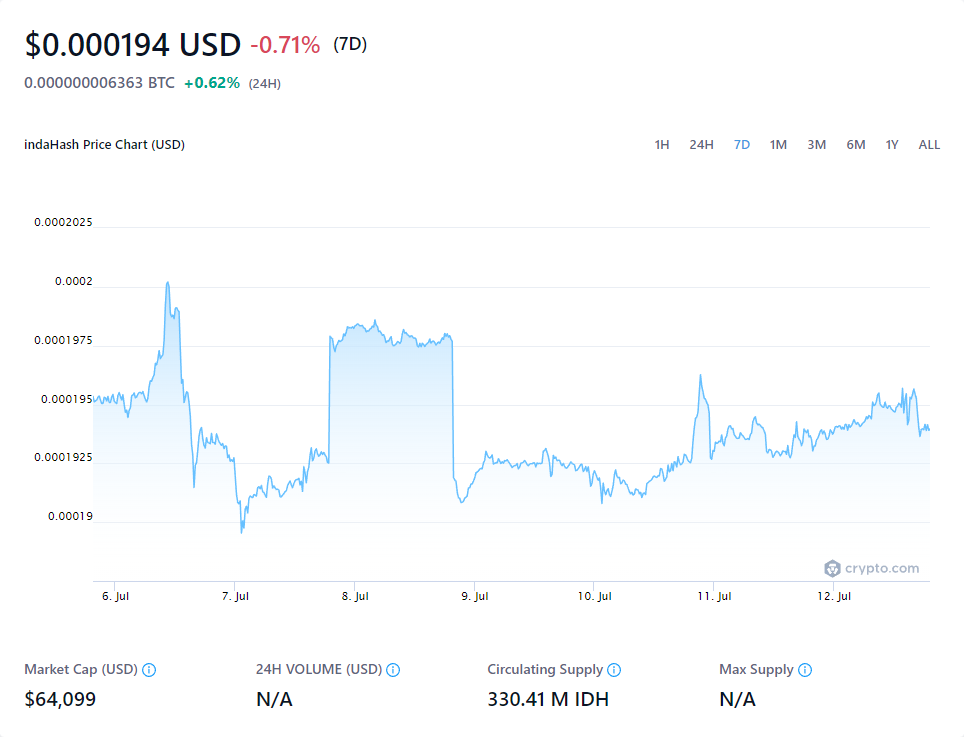 $0.000194 USD -0.71% (7D)
0.000000006363 BTC +0.62% (24H)
indaHash Price Chart (USD) 1H 24H 7D 1M 3M 6M 1Y ALL
0.0002025
0.0002
0.0001975
0.000195
0.0001925
0.00019
crypto.com
6. Jul 7. Jul 8. Jul 9. Jul 10. Jul 11. Jul 12. Jul
Market Cap (USD) 24H VOLUME (USD) Circulating Supply Max Supply
$64,099 N/A 330.41 M IDH N/A